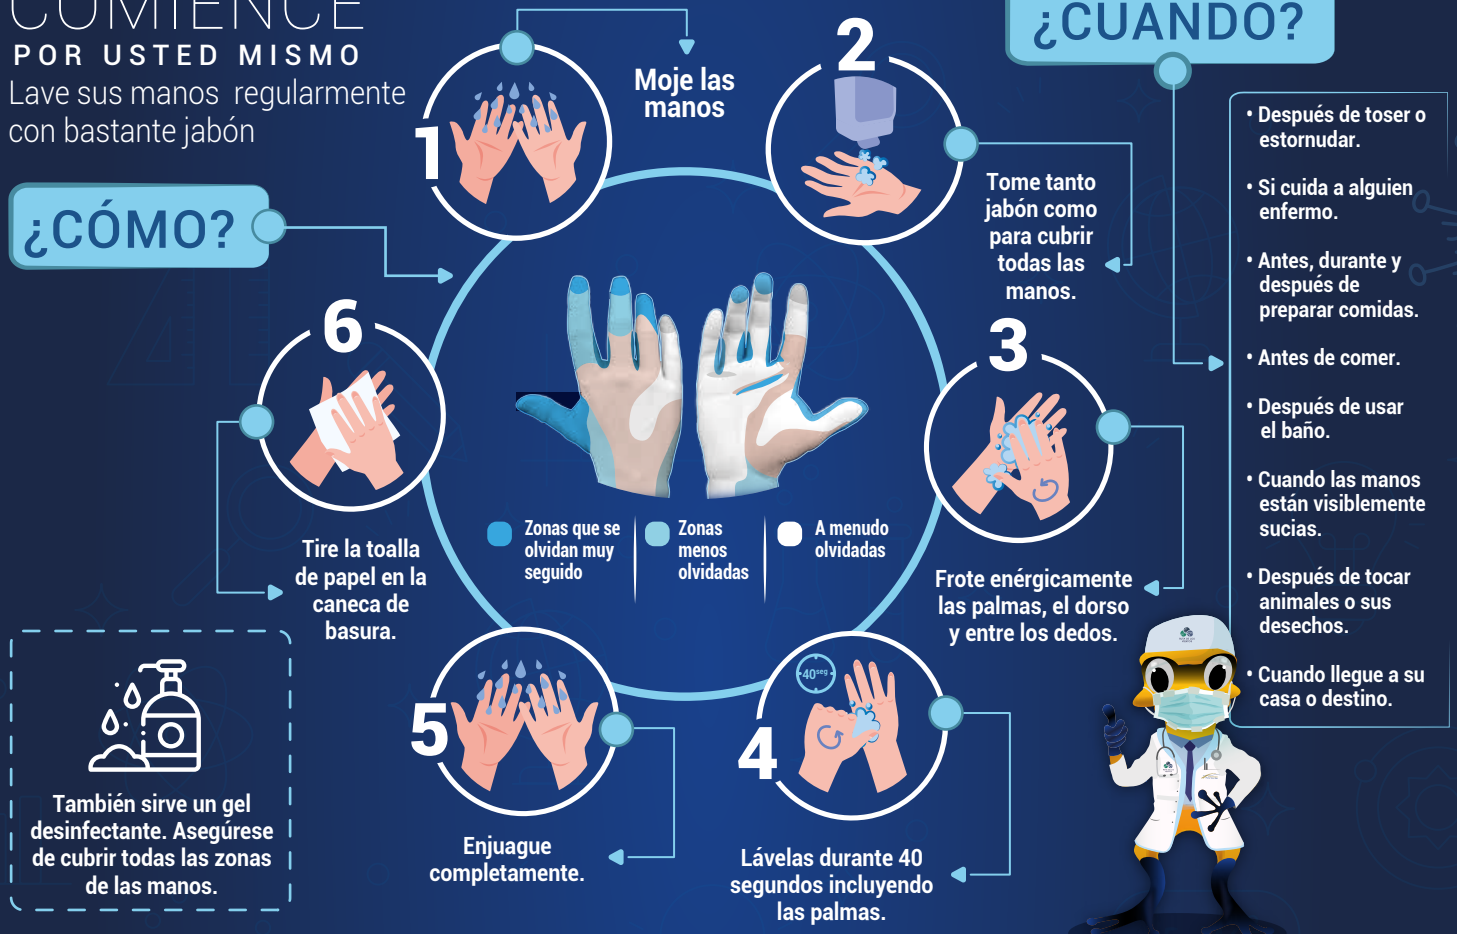 COMIENCE
POR USTED MISMO
Lave sus manos regularmente
con bastante jabón
¿CÓMO?
1
Moje las
manos
2
Tome tanto
jabón como
para cubrir
todas las
manos.
3
Frote enérgicamente
las palmas, el dorso
y entre los dedos.
4
40seg
Lávelas durante 40
segundos incluyendo
las palmas.
5
Enjuague
completamente.
6
Tire la toalla
de papel en la
caneca de
basura.
Zonas que se
olvidan muy
seguido
Zonas
menos
olvidadas
A menudo
olvidadas
También sirve un gel
desinfectante. Asegúrese
de cubrir todas las zonas
de las manos.
¿CUANDO?
• Después de toser o
estornudar.
• Si cuida a alguien
enfermo.
• Antes, durante y
después de
preparar comidas.
• Antes de comer.
• Después de usar
el baño.
• Cuando las manos
están visiblemente
sucias.
• Después de tocar
animales o sus
desechos.
• Cuando llegue a su
casa o destino.